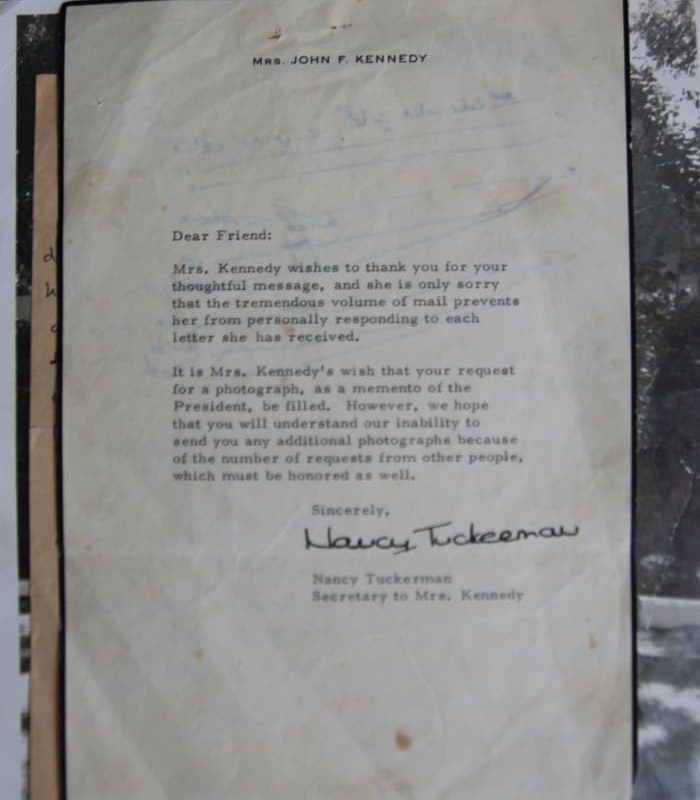 MRS. JOHN F. KENNEDY
Dear Friend:
Mrs. Kennedy wishes to thank you for your
thoughtful message, and she is only sorry
that the tremendous volume of mail prevents
her from personally responding to each
letter she has received.
It is Mrs. Kennedy's wish that your request
for a photograph, as a memento of the
President, be filled. However, we hope
that you will understand our inability to
send you any additional photographs because
of the number of requests from other people,
which must be honored as well.
Sincerely,
Nancy Tuckerman
Nancy Tuckerman
Secretary to Mrs. Kennedy